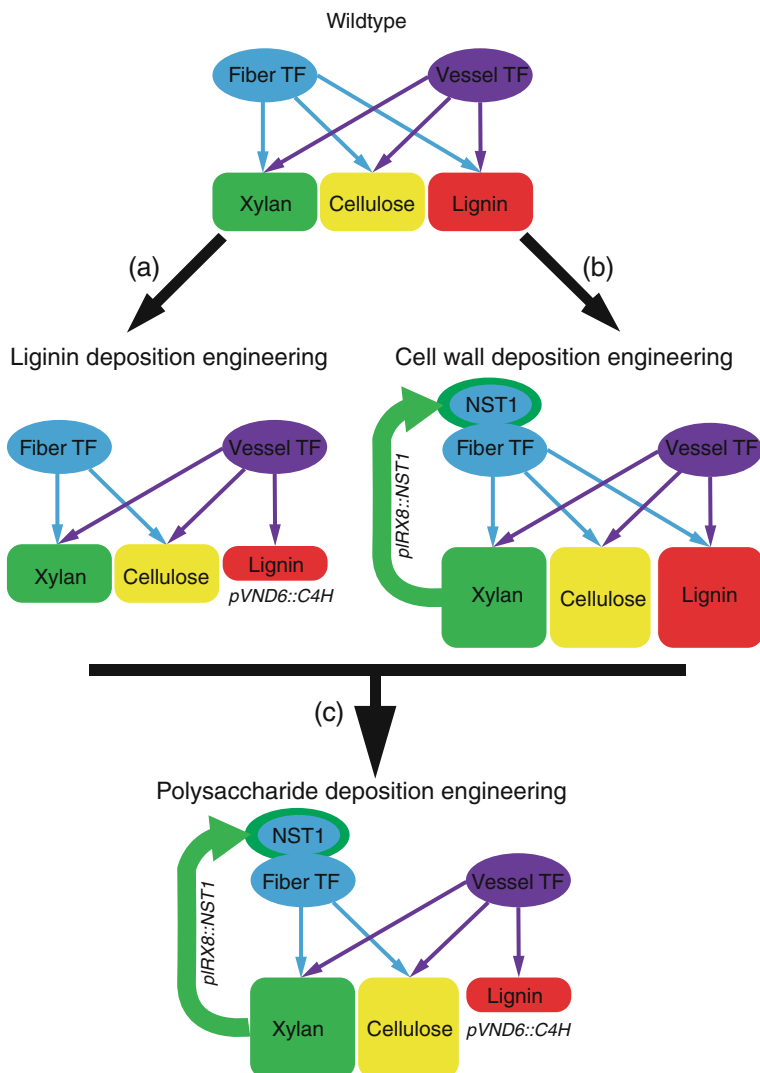 Wildtype
Fiber TF
Vessel TF
Xylan
Cellulose
Lignin
(a)
(b)
Liginin deposition engineering
Cell wall deposition engineering
Fiber TF
Vessel TF
Xylan
Cellulose
Lignin
pVND6::C4H
NST1
Fiber TF
Vessel TF
pIRX8::NST1
Xylan
Cellulose
Lignin
(c)
Polysaccharide deposition engineering
NST1
Fiber TF
Vessel TF
pIRX8::NST1
Xylan
Cellulose
Lignin
pVND6::C4H